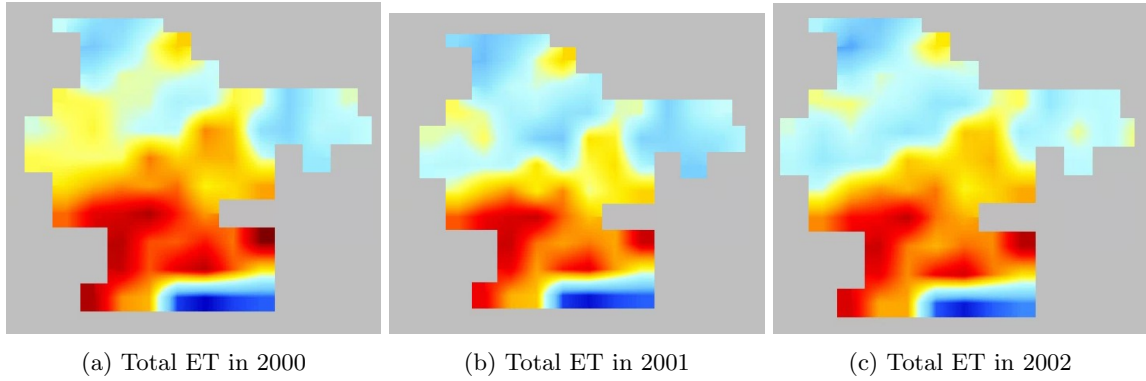 (a) Total ET in 2000
(b) Total ET in 2001
(c) Total ET in 2002